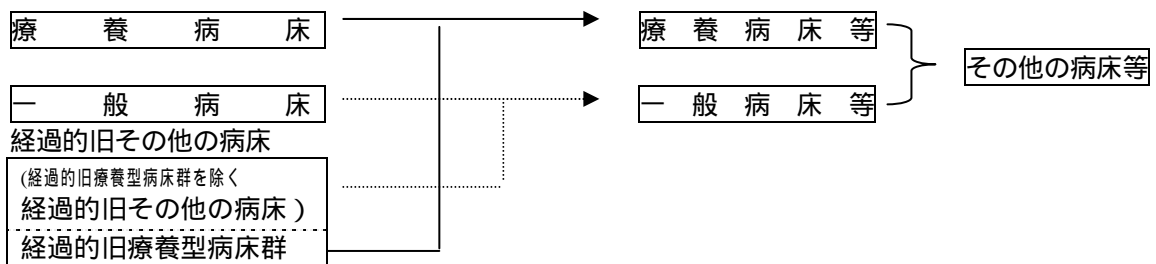 療養病床
療養病床等
その他の病床等
一般病床
一般病床等
経過的旧その他の病床
(経過的旧療養型病床群を除く
経過的旧その他の病床)
経過的旧療養型病床群